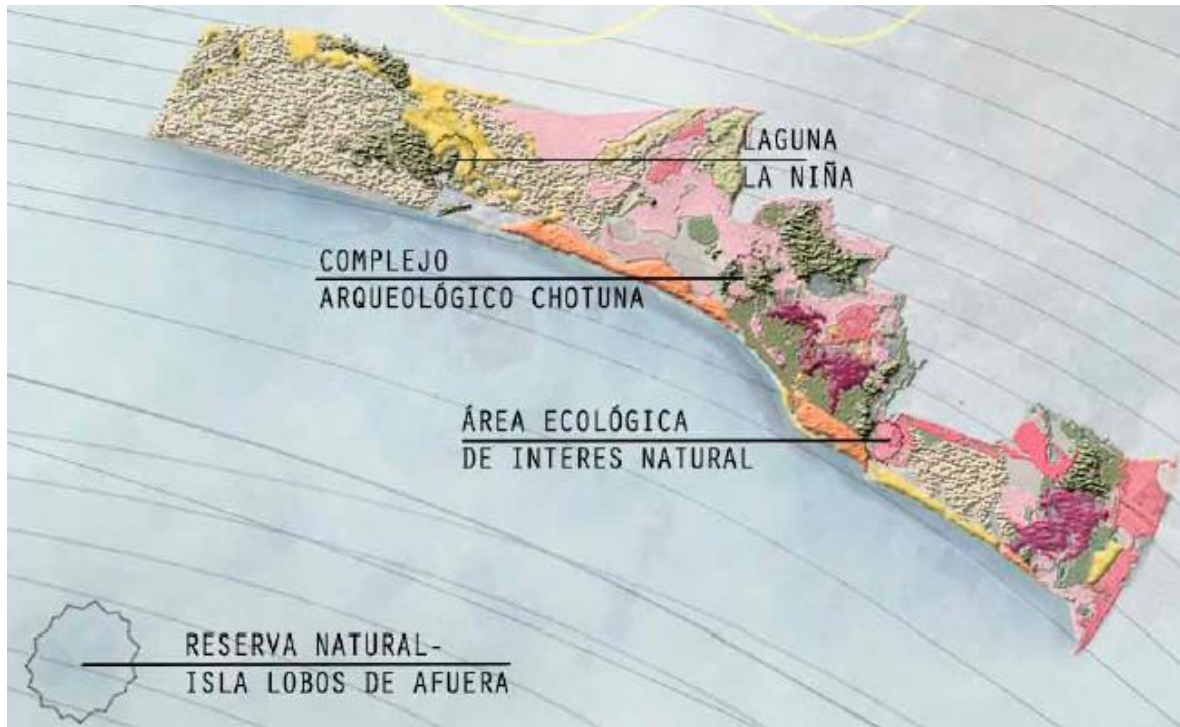 LAGUNA
LA NIÑA
COMPLEJO
ARQUEOLÓGICO CHOTUNA
ÁREA ECOLÓGICA
DE INTERES NATURAL
RESERVA NATURAL-
ISLA LOBOS DE AFUERA